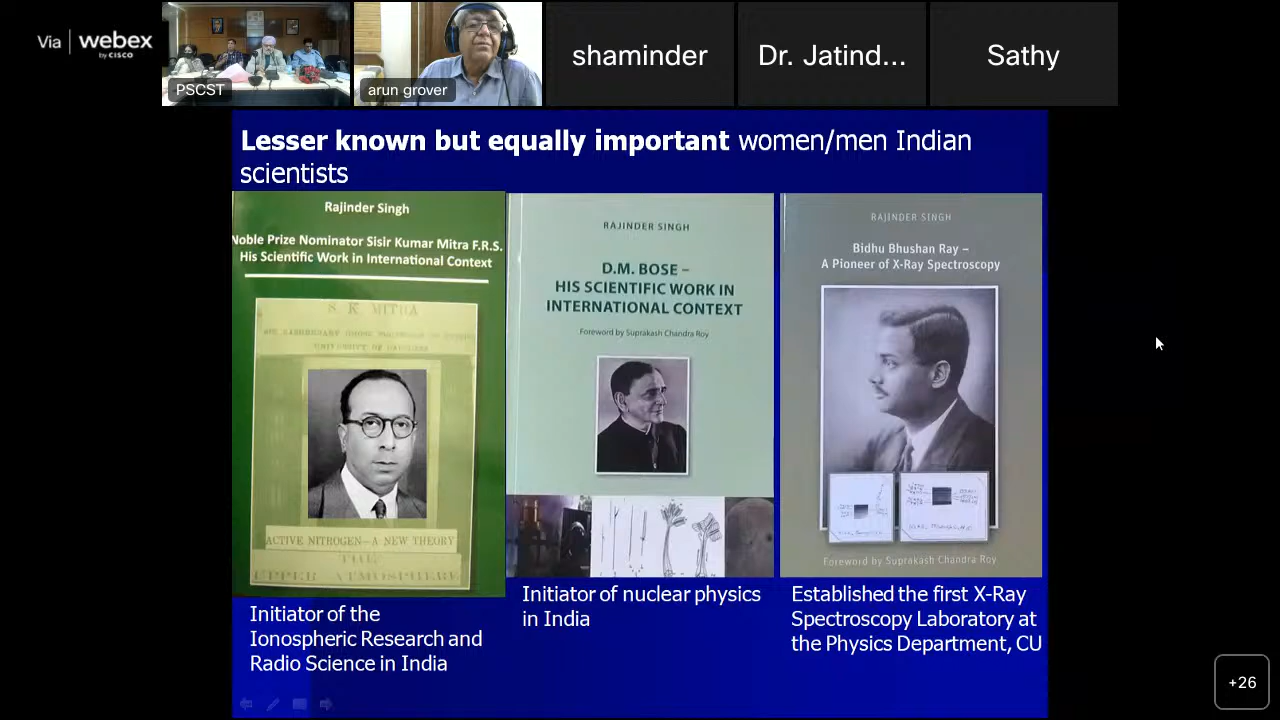 Via | webex
by CISCO
PSCST
arun grover
shaminder
Dr. Jatind...
Sathy
Lesser known but equally important women/men Indian
scientists
Rajinder Singh
Noble Prize Nominator Sisir Kumar Mitra F.R.S.
His Scientific Work in International Context
S. K. MITRA
UNIVERSITY OF
ACTIVE NITROGEN—A NEW THEORY
THE
UPPER ATMOSPHERE
Initiator of the
Ionospheric Research and
Radio Science in India
RAJINDER SINGH
D.M. BOSE –
HIS SCIENTIFIC WORK IN
INTERNATIONAL CONTEXT
Foreword by Suprakash Chandra Roy
Initiator of nuclear physics
in India
RAJINDER SINGH
Bidhu Bhushan Ray –
A Pioneer of X-Ray Spectroscopy
Foreword by Suprakash Chandra Roy
Established the first X-Ray
Spectroscopy Laboratory at
the Physics Department, CU
+26